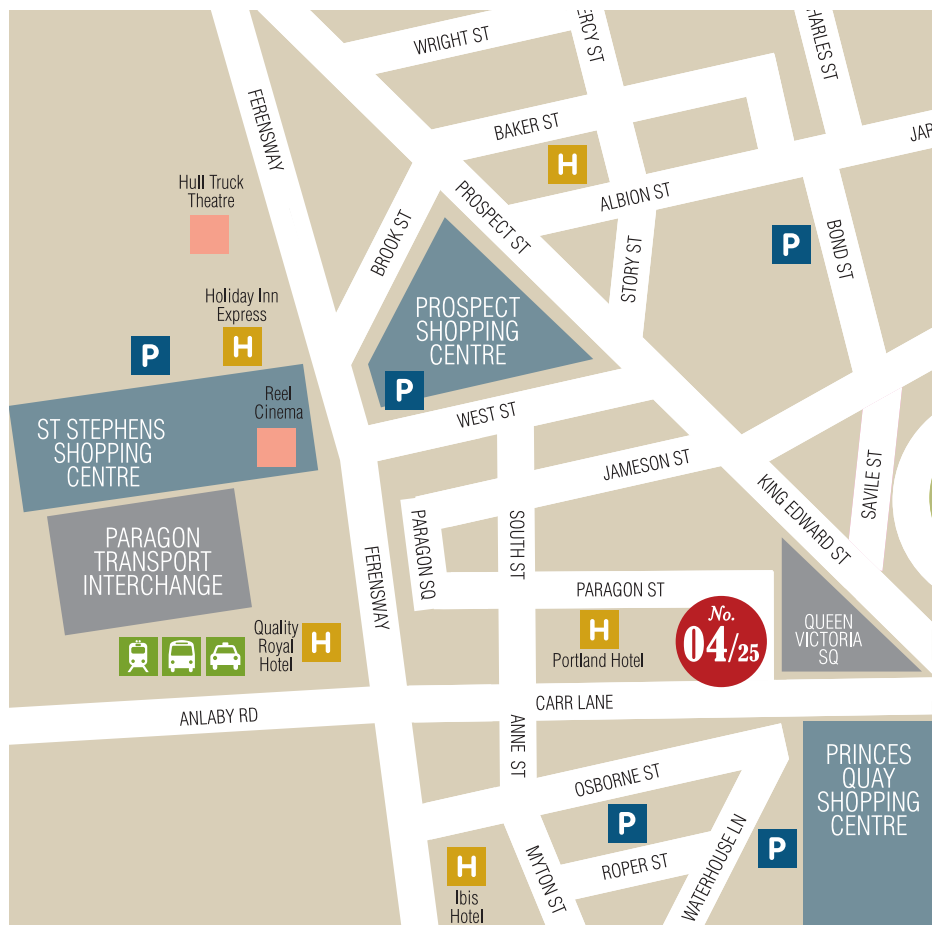 WRIGHT ST
ERCY ST
HARLES ST
FERENSWAY
BAKER ST
H
JAR
Hull Truck
Theatre
PROSPECT ST
ALBION ST
BROOK ST
STORY ST
P
BOND ST
Holiday Inn
Express
H
P
PROSPECT
SHOPPING
CENTRE
P
Reel
Cinema
WEST ST
ST STEPHENS
SHOPPING
CENTRE
JAMESON ST
KING EDWARD ST
SAVILE ST
PARAGON SQ
SOUTH ST
PARAGON
TRANSPORT
INTERCHANGE
FERENSWAY
PARAGON ST
Quality
Royal
Hotel
H
H
Portland Hotel
No.
04/25
QUEEN
VICTORIA
SQ
ANLABY RD
CARR LANE
ANNE ST
OSBORNE ST
PRINCES
QUAY
SHOPPING
CENTRE
P
WATERHOUSE LN
P
MYTON ST
ROPER ST
H
Ibis
Hotel